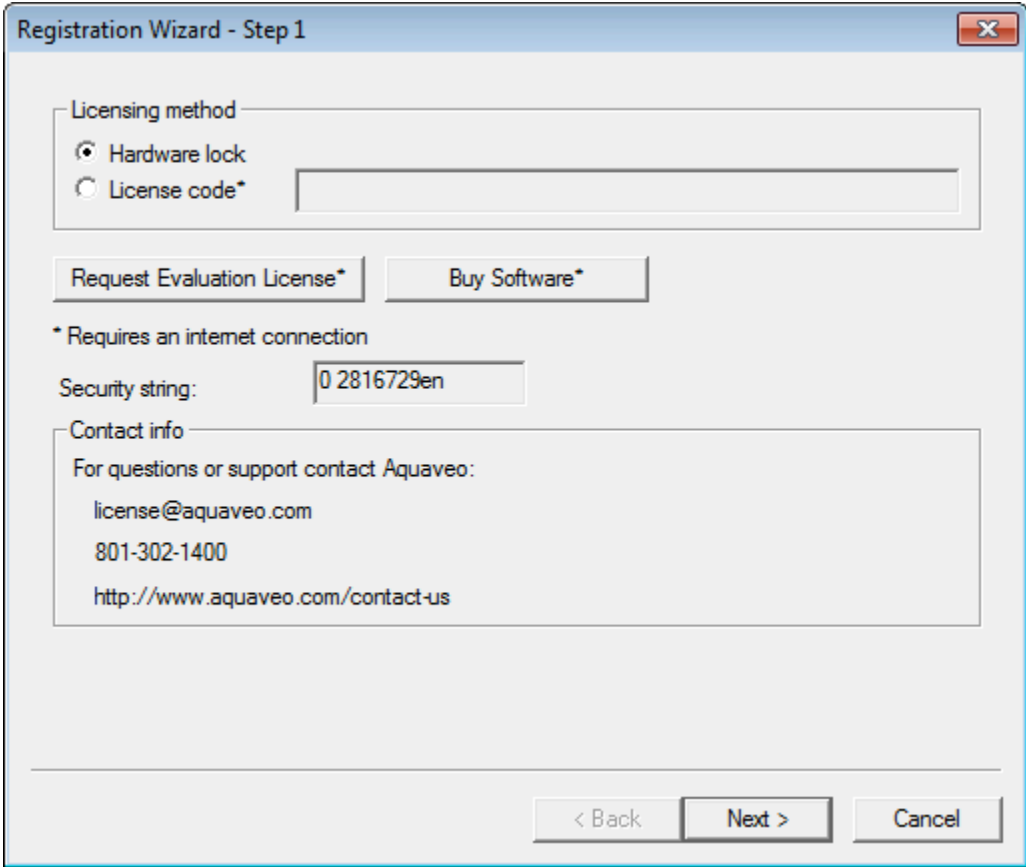 Registration Wizard - Step 1
Licensing method
Hardware lock
License code*
Request Evaluation License* Buy Software*
* Requires an internet connection
Security string: 0 2816729en
Contact info
For questions or support contact Aquaveo:
license@aquaveo.com
801-302-1400
http://www.aquaveo.com/contact-us
< Back Next > Cancel